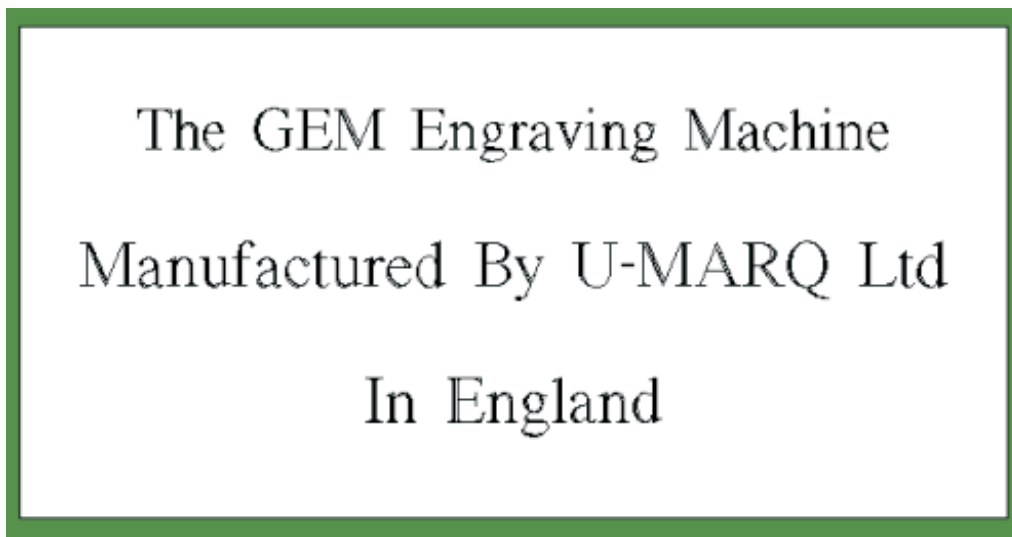 The GEM Engraving Machine
Manufactured By U-MARQ Ltd
In England